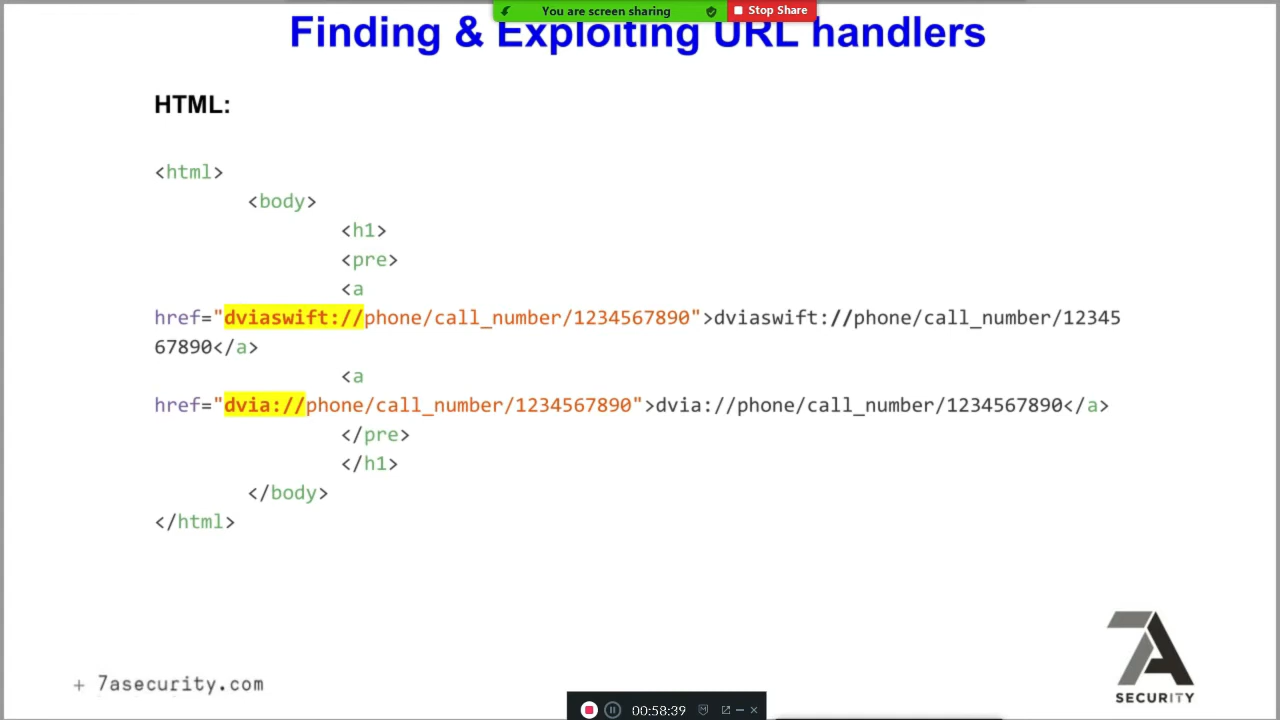 You are screen sharing
Stop Share
Finding & Exploiting URL handlers
HTML:
<html>
<body>
<h1>
<pre>
<a
href="dviaswift://phone/call_number/1234567890">dviaswift://phone/call_number/12345
67890</a>
<a
href="dvia://phone/call_number/1234567890">dvia://phone/call_number/1234567890</a>
</pre>
</h1>
</body>
</html>
+ 7asecurity.com
7A
SECURITY
00:58:39